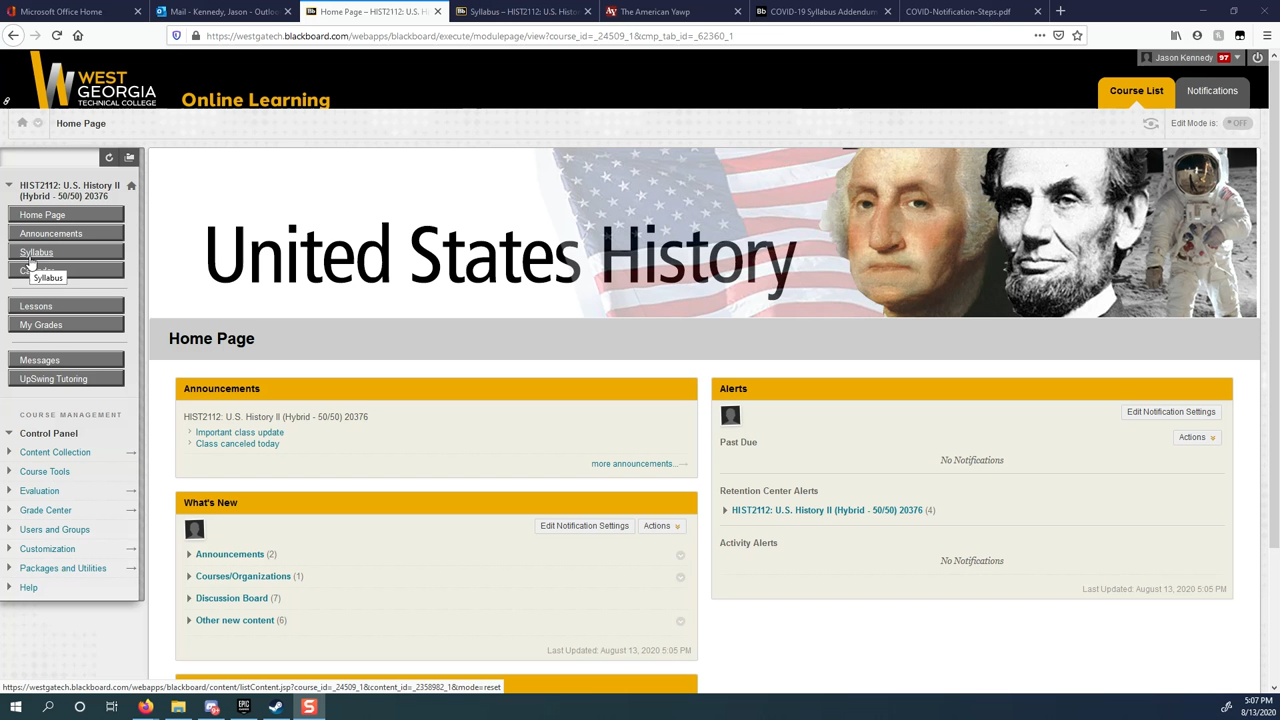 Microsoft Office Home
Mail - Kennedy, Jason - Outloo
Home Page – HIST2112: U.S. H
Syllabus – HIST2112: U.S. Histo
The American Yawp
COVID-19 Syllabus Addendum
COVID-Notification-Steps.pdf
https://westgatech.blackboard.com/webapps/blackboard/execute/modulepage/view?course_id=_24509_1&cmp_tab_id=_62360_1
Jason Kennedy 97
WEST
GEORGIA
TECHNICAL COLLEGE
Online Learning
Course List
Notifications
Home Page
Edit Mode is: OFF
HIST2112: U.S. History II
(Hybrid - 50/50) 20376
Home Page
Announcements
Syllabus
Syllabus
Lessons
My Grades
Messages
UpSwing Tutoring
COURSE MANAGEMENT
Control Panel
Content Collection
Course Tools
Evaluation
Grade Center
Users and Groups
Customization
Packages and Utilities
Help
United States History
Home Page
Announcements
HIST2112: U.S. History II (Hybrid - 50/50) 20376
Important class update
Class canceled today
more announcements...
What's New
Edit Notification Settings
Actions
Announcements (2)
Courses/Organizations (1)
Discussion Board (7)
Other new content (6)
Last Updated: August 13, 2020 5:05 PM
Alerts
Edit Notification Settings
Actions
Past Due
No Notifications
Retention Center Alerts
HIST2112: U.S. History II (Hybrid - 50/50) 20376 (4)
Activity Alerts
No Notifications
Last Updated: August 13, 2020 5:05 PM
https://westgatech.blackboard.com/webapps/blackboard/content/listContent.jsp?course_id=_24509_1&content_id=_2358982_1&mode=reset
5:07 PM
8/13/2020